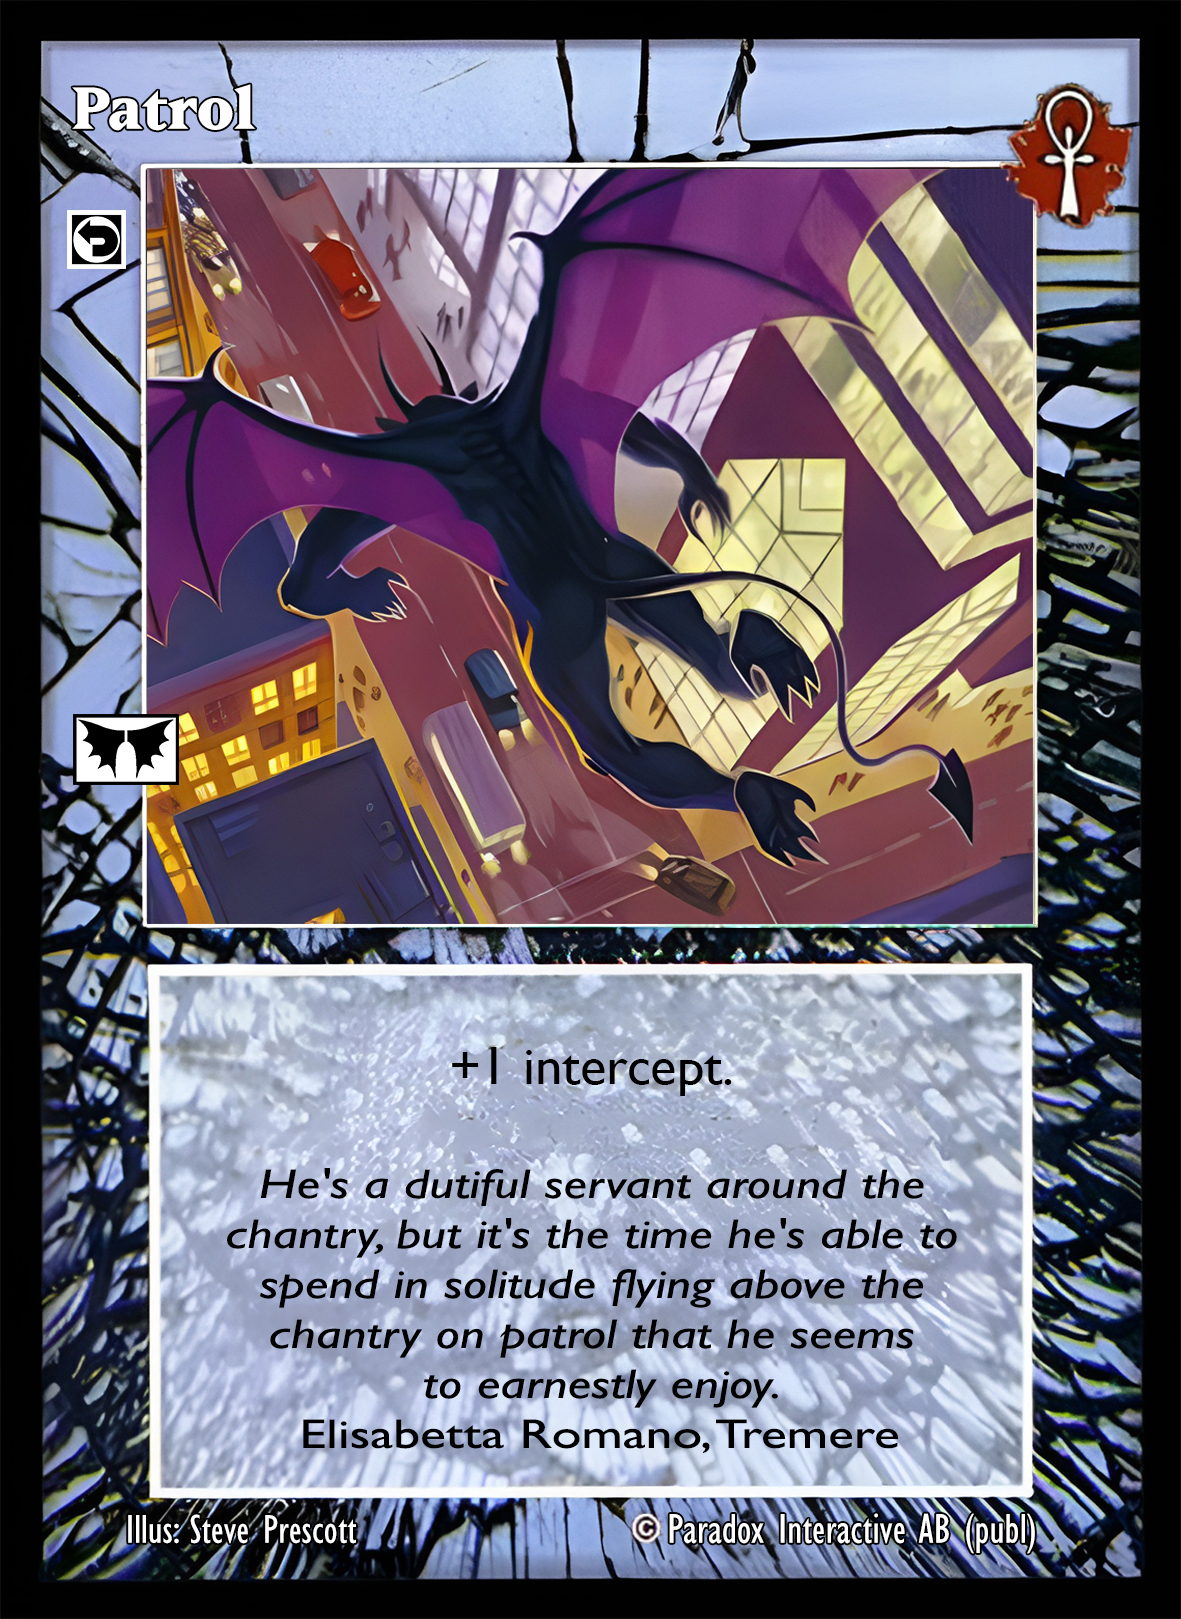 Patrol
+1 intercept.
He's a dutiful servant around the
chantry, but it's the time he's able to
spend in solitude flying above the
chantry on patrol that he seems
to earnestly enjoy.
Elisabetta Romano, Tremere
Illus: Steve Prescott
© Paradox Interactive AB (publ)